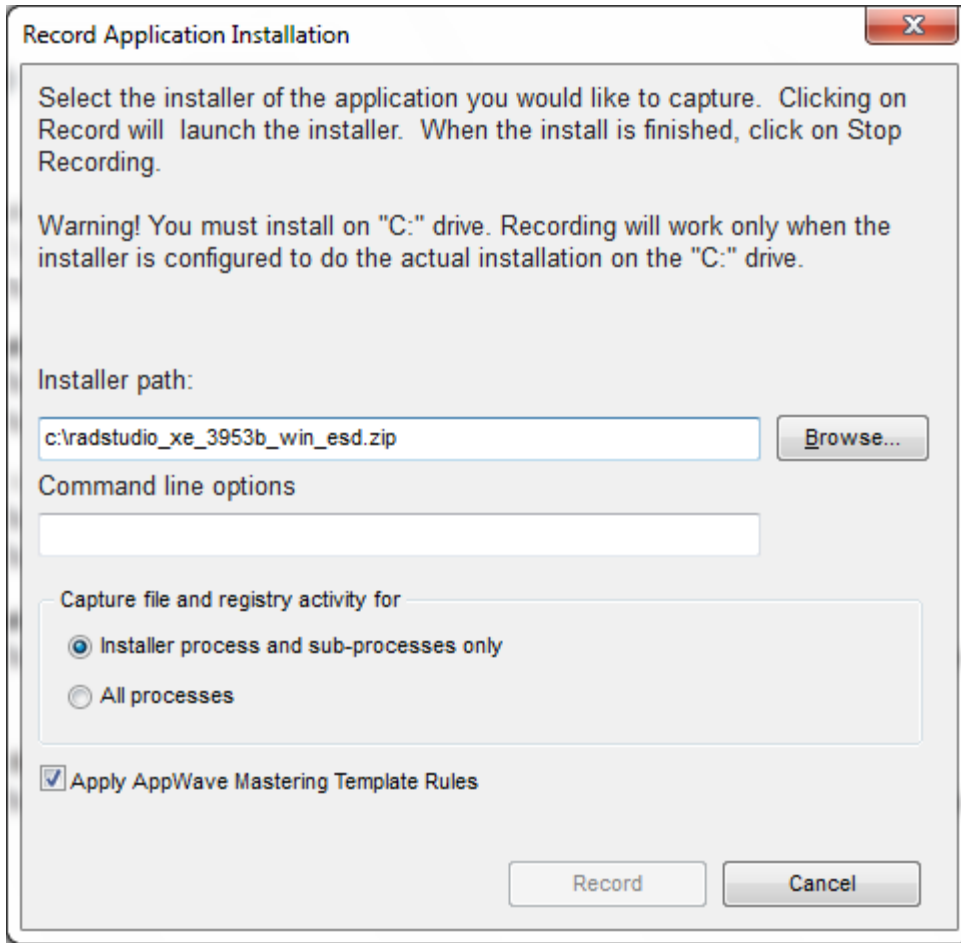 Record Application Installation
Select the installer of the application you would like to capture.  Clicking on
Record will  launch the installer.  When the install is finished, click on Stop
Recording.
Warning! You must install on "C:" drive. Recording will work only when the
installer is configured to do the actual installation on the "C:" drive.
Installer path:
c:\radstudio_xe_3953b_win_esd.zip
Browse...
Command line options
Capture file and registry activity for
Installer process and sub-processes only
All processes
Apply AppWave Mastering Template Rules
Record
Cancel